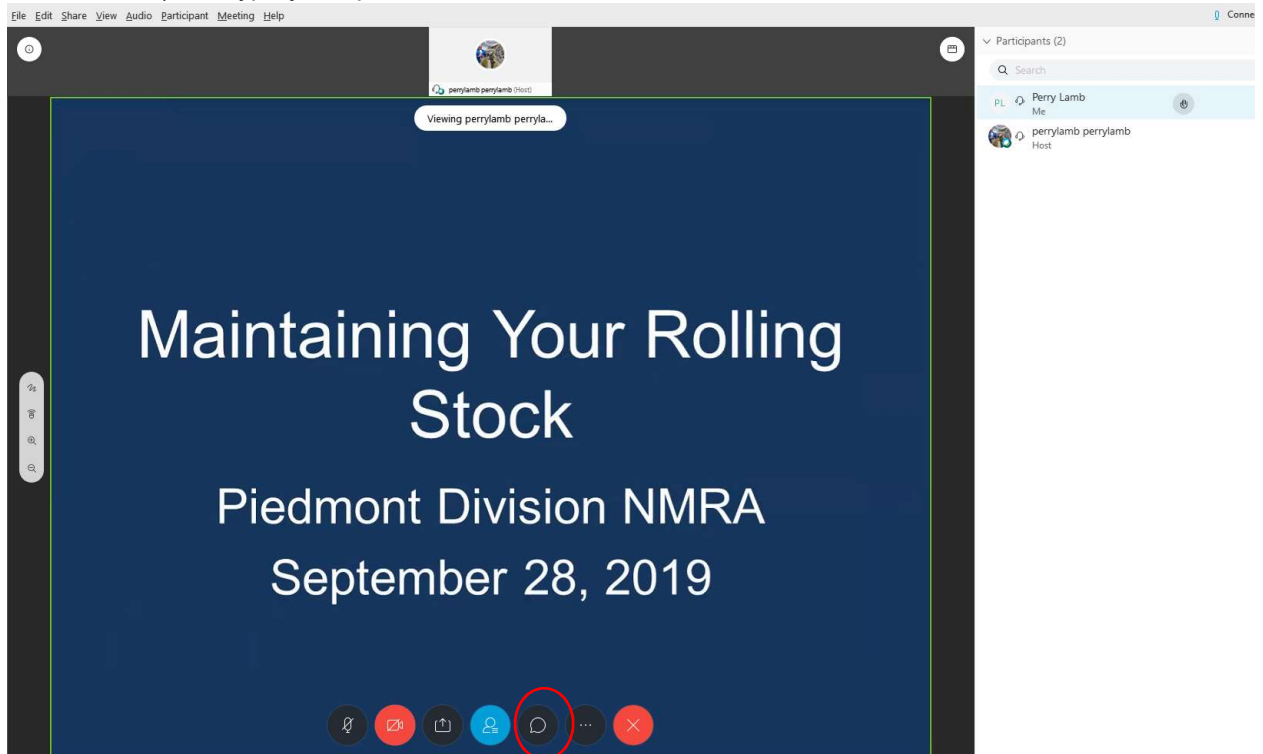 File Edit Share View Audio Participant Meeting Help
Conne
Participants (2)
Search
perrylamb perrylamb (Host)
PL
Perry Lamb
Me
Viewing perrylamb perryla...
perrylamb perrylamb
Host
Maintaining Your Rolling
Stock
Piedmont Division NMRA
September 28, 2019